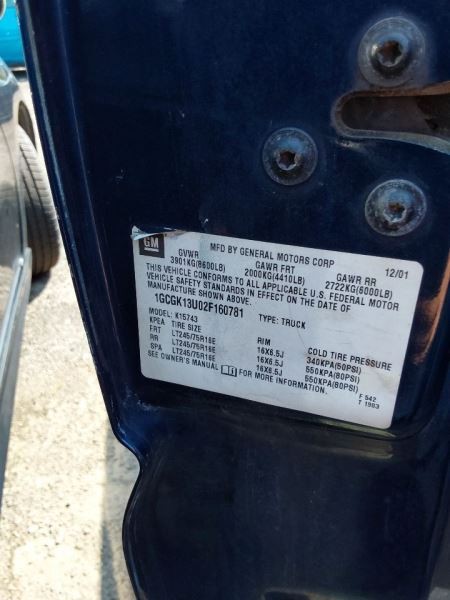 GM
MFD BY GENERAL MOTORS CORP 12/01
GVWR GAWR FRT GAWR RR
3901KG(8600LB) 2000KG(4410LB) 2722KG(6000LB)
THIS VEHICLE CONFORMS TO ALL APPLICABLE U.S. FEDERAL MOTOR
VEHICLE SAFETY STANDARDS IN EFFECT ON THE DATE OF
MANUFACTURE SHOWN ABOVE.
1GCGK13U02F160781 TYPE: TRUCK
MODEL: K15743
KPEA TIRE SIZE RIM COLD TIRE PRESSURE
FRT LT245/75R16E 16X6.5J 340KPA(50PSI)
RR LT245/75R16E 16X6.5J 550KPA(80PSI)
SPA LT245/75R16E 16X6.5J 550KPA(80PSI)
SEE OWNER'S MANUAL FOR MORE INFORMATION.
F 542
T 1983